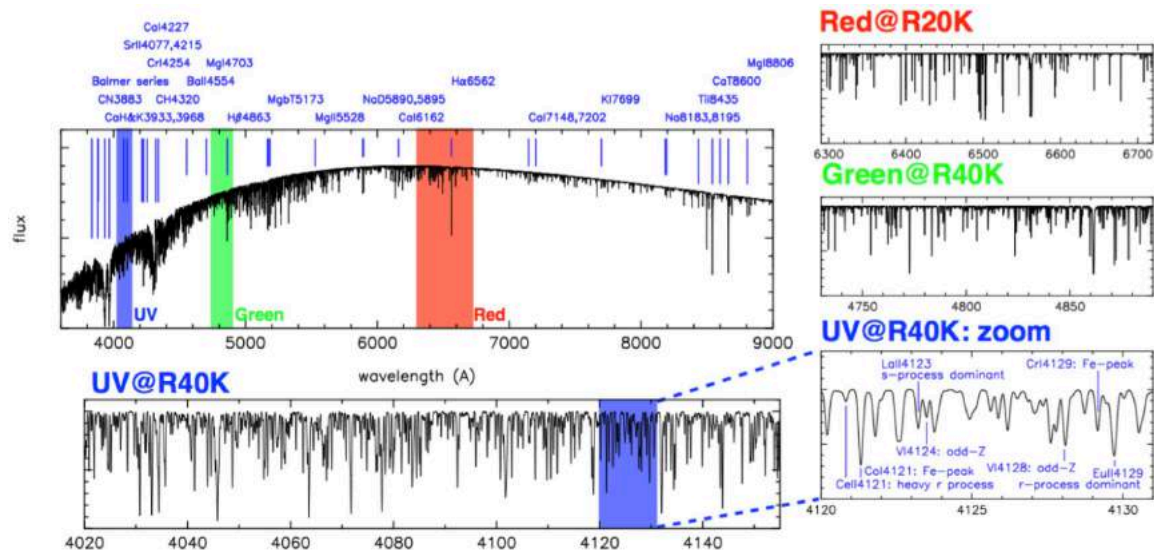 CaI4227
SrII4077,4215
CrI4254 MgI4703
Balmer series BaII4554 Hα6562
CN3883 CH4320 MgbT5173 NaD5890,5895 KI7699 TiI8435
CaH&K3933,3968 Hβ4863 MgII5528 CaI6162 CaI7148,7202 Na8183,8195
CaT8600
MgI8806
flux
UV
Green
Red
4000 5000 6000 7000 8000 9000
wavelength (A)
Red@R20K
6300 6400 6500 6600 6700
Green@R40K
4750 4800 4850
UV@R40K
4020 4040 4060 4080 4100 4120 4140
UV@R40K: zoom
LaII4123
s-process dominant
CrI4129: Fe-peak
VI4124: odd-Z
CoI4121: Fe-peak
CeII4121: heavy r process
VI4128: odd-Z
EuII4129
r-process dominant
4120 4125 4130